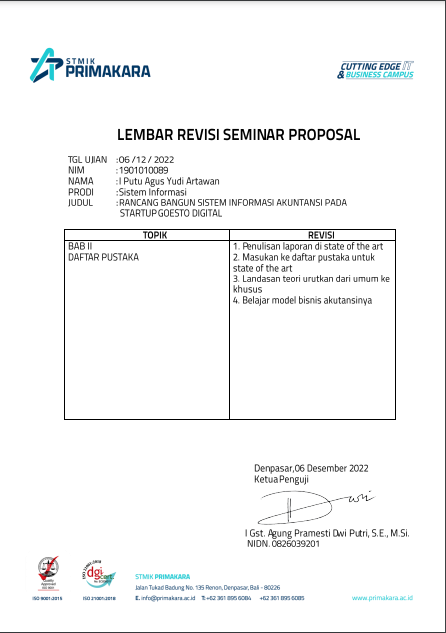 STMIK
PRIMAKARA
CUTTING EDGE IT
& BUSINESS CAMPUS
LEMBAR REVISI SEMINAR PROPOSAL
TGL UJIAN : 06 /12 / 2022
NIM : 1901010089
NAMA : I Putu Agus Yudi Artawan
PRODI : Sistem Informasi
JUDUL : RANCANG BANGUN SISTEM INFORMASI AKUNTANSI PADA
STARTUP GOESTO DIGITAL
TOPIK REVISI
BAB II 1. Penulisan laporan di state of the art
DAFTAR PUSTAKA 2. Masukan ke daftar pustaka untuk
state of the art
3. Landasan teori urutkan dari umum ke
khusus
4. Belajar model bisnis akutansinya
Denpasar,06 Desember 2022
Ketua Penguji
I Gst. Agung Pramesti Dwi Putri, S.E., M.Si.
NIDN. 0826039201
STMIK PRIMAKARA
Jalan Tukad Badung No. 135 Renon, Denpasar, Bali - 80226
E. info@primakara.ac.id T: +62 361 895 6084 +62 361 895 6085
www.primakara.ac.id
ISO 9001:2015 ISO 21001:2018